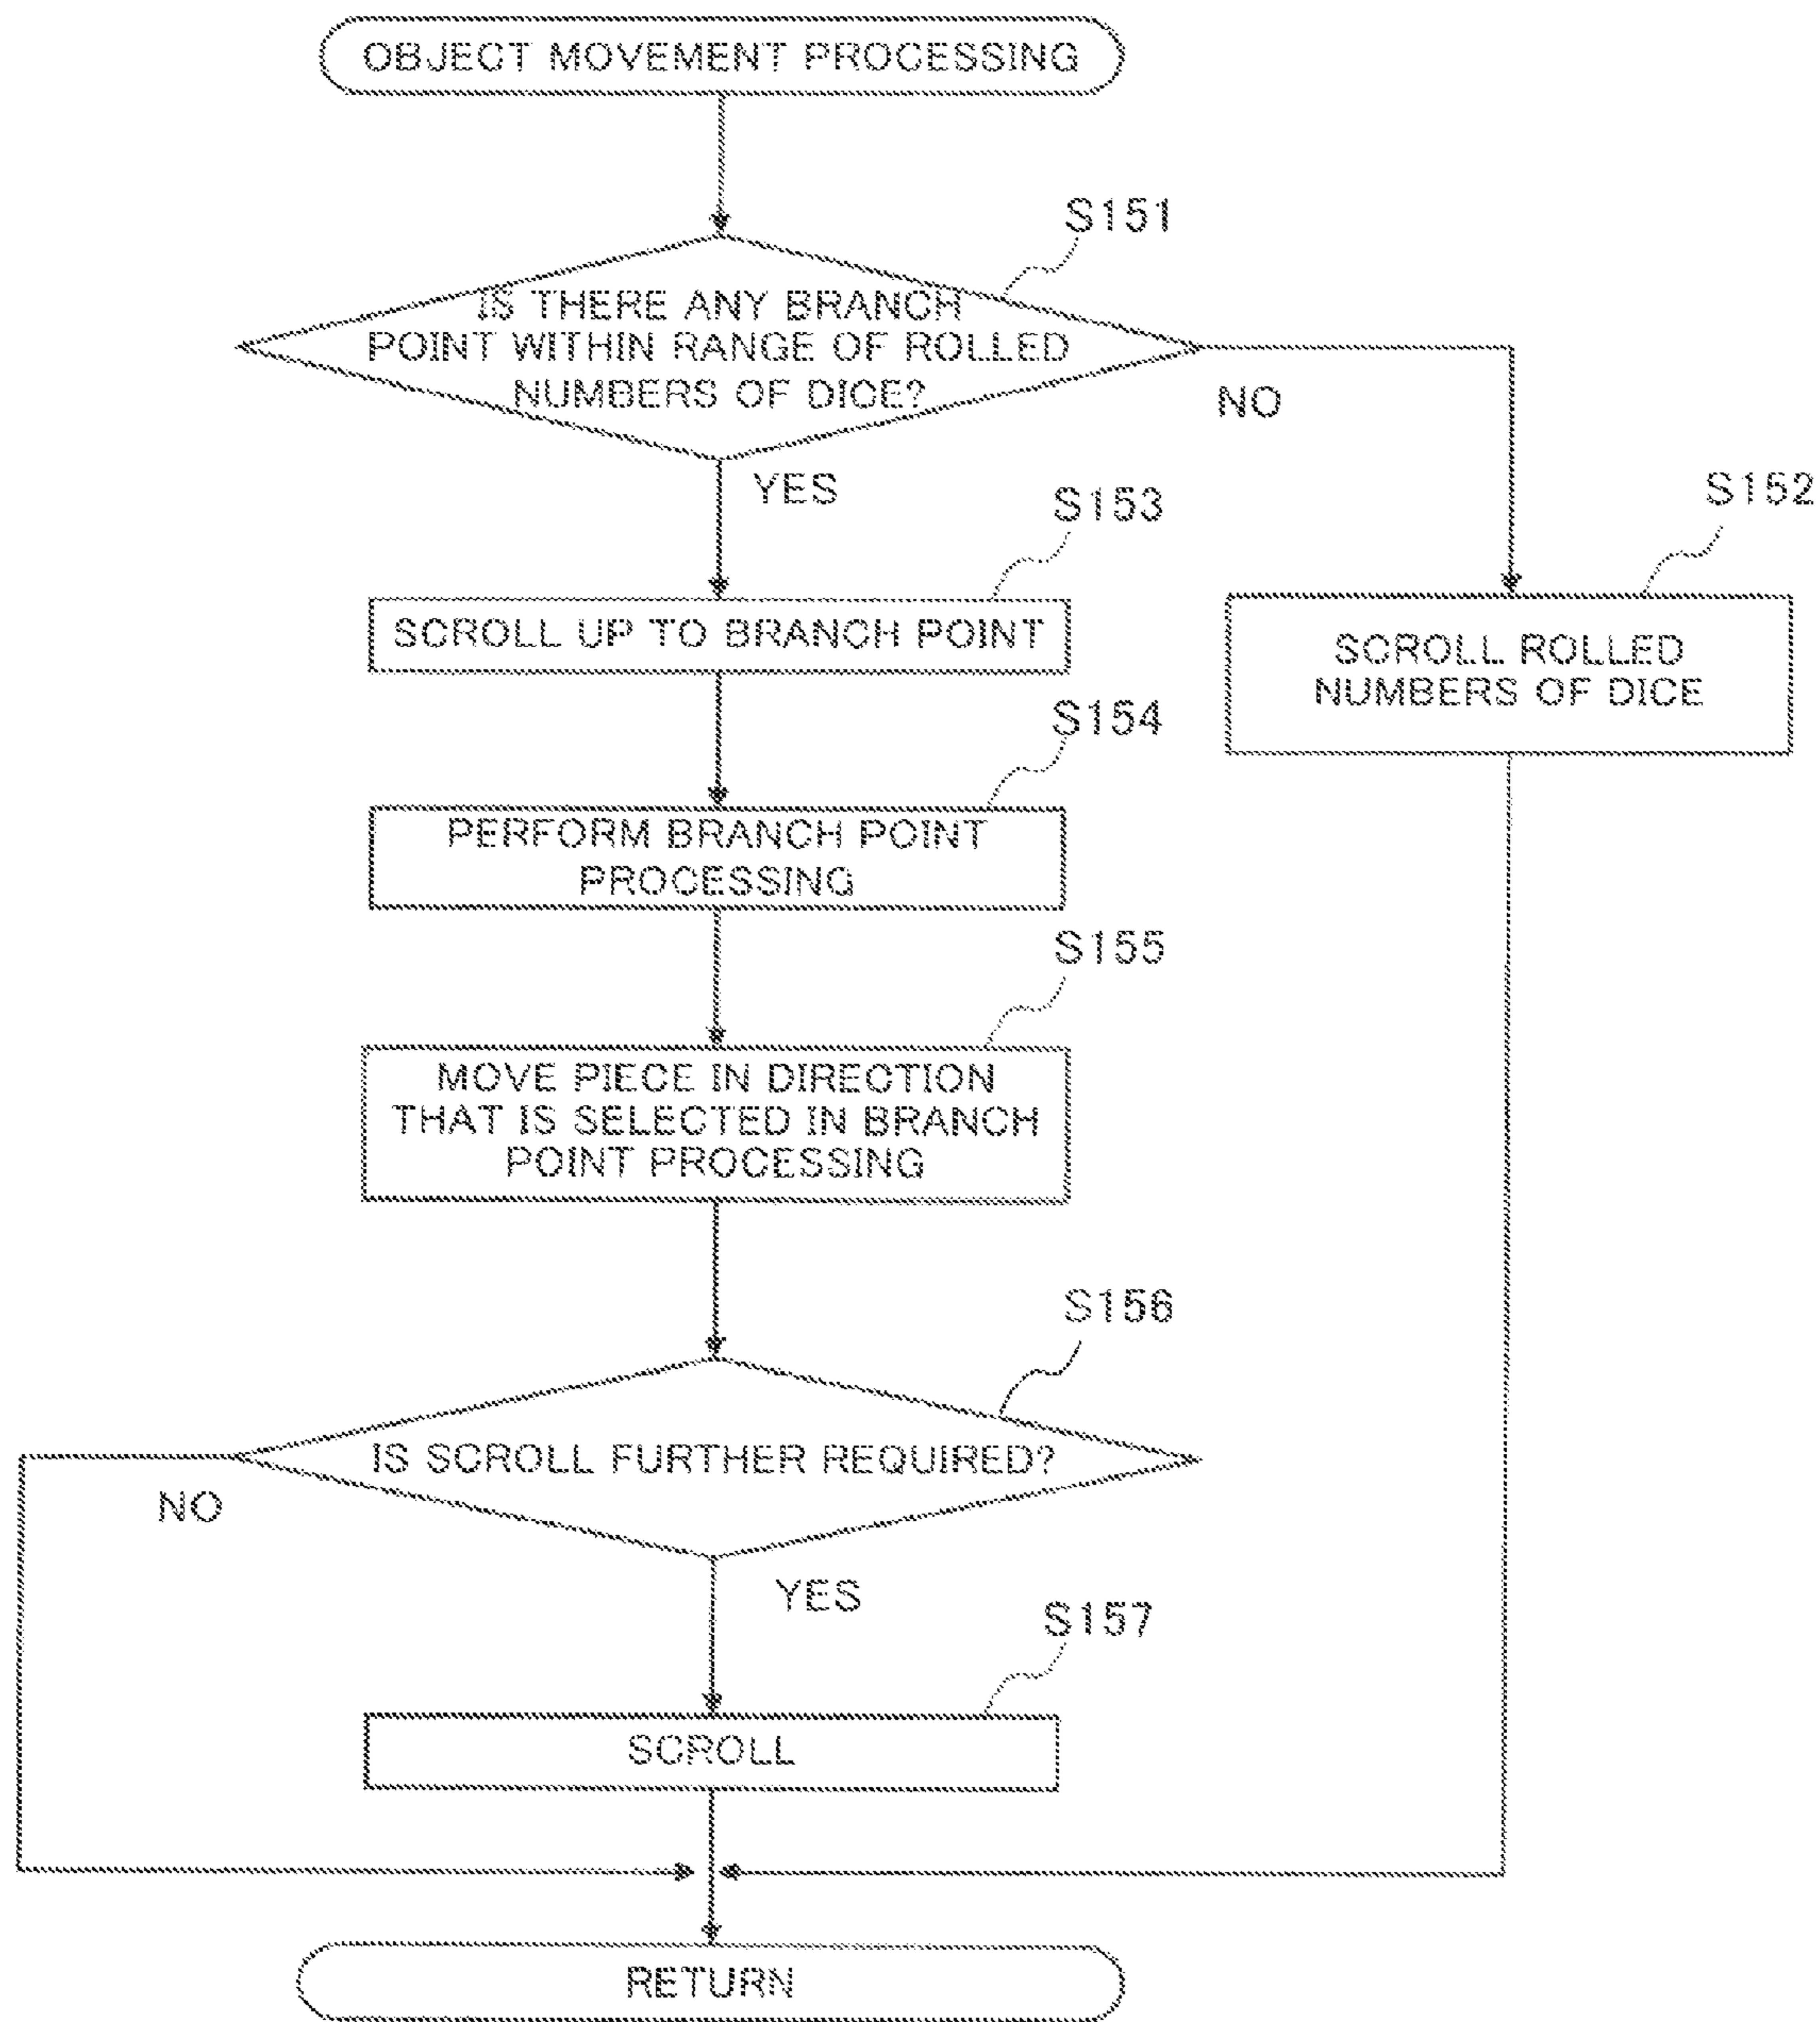 OBJECT MOVEMENT PROCESSING
S151
IS THERE ANY BRANCH
POINT WITHIN RANGE OF ROLLED
NUMBERS OF DICE?
NO
YES
S153
S152
SCROLL UP TO BRANCH POINT
SCROLL ROLLED
NUMBERS OF DICE
S154
PERFORM BRANCH POINT
PROCESSING
S155
MOVE PIECE IN DIRECTION
THAT IS SELECTED IN BRANCH
POINT PROCESSING
S156
IS SCROLL FURTHER REQUIRED?
NO
YES
S157
SCROLL
RETURN